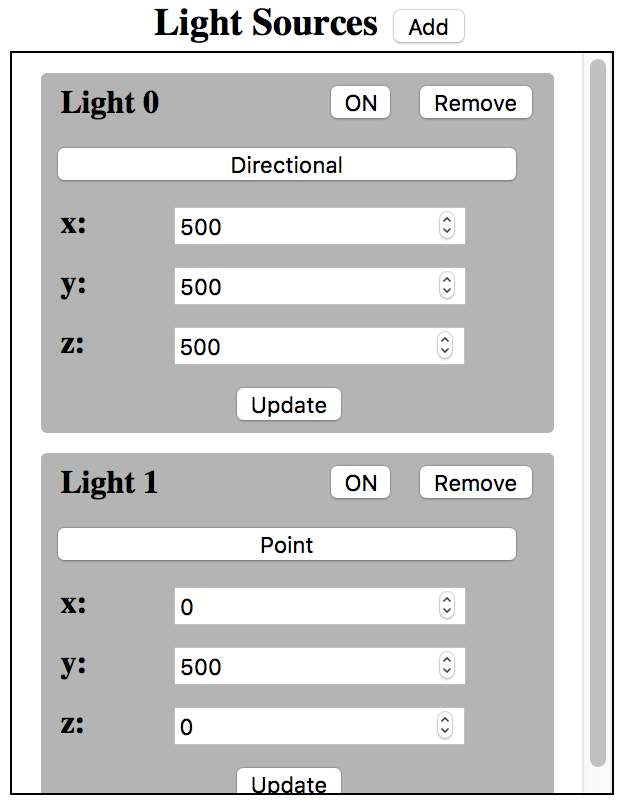 Light Sources Add
Light 0 ON Remove
Directional
x: 500
y: 500
z: 500
Update
Light 1 ON Remove
Point
x: 0
y: 500
z: 0
Update